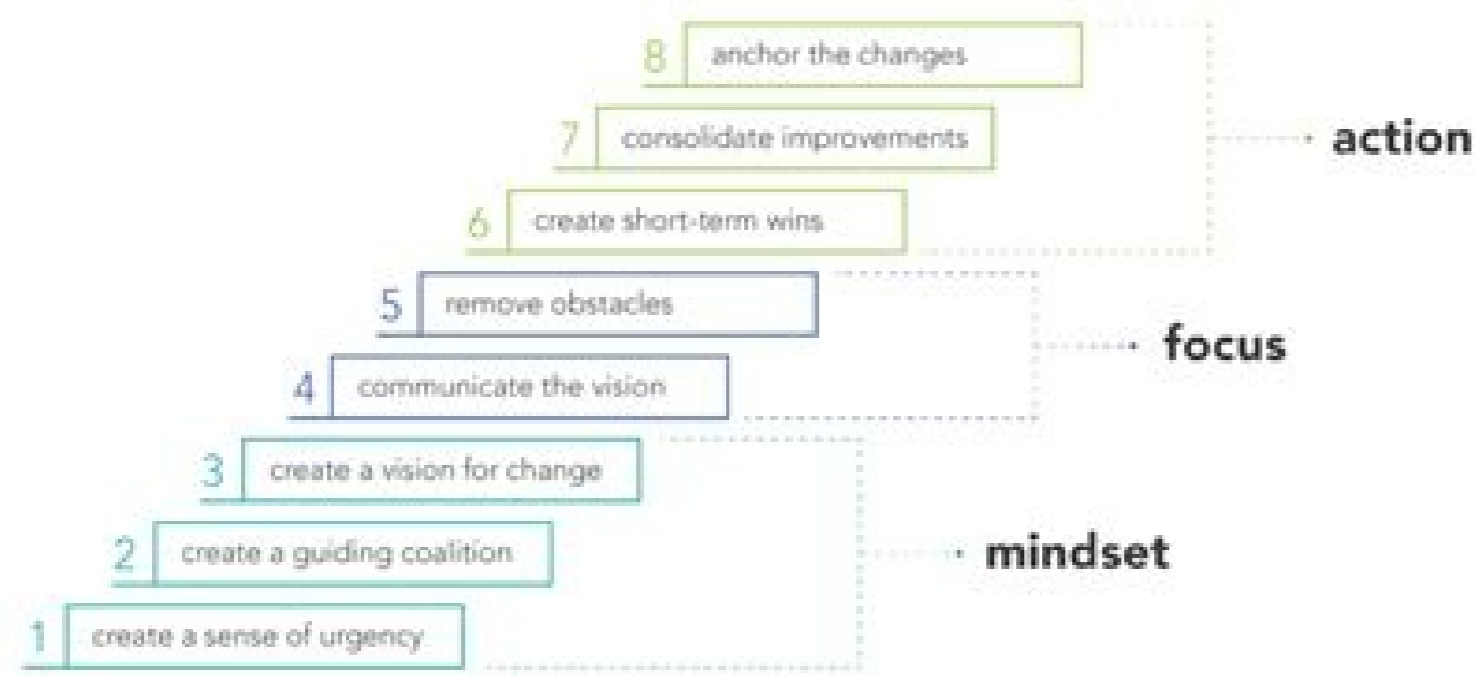 8 anchor the changes
7 consolidate improvements
action
6 create short-term wins
5 remove obstacles
focus
4 communicate the vision
3 create a vision for change
2 create a guiding coalition
mindset
1 create a sense of urgency